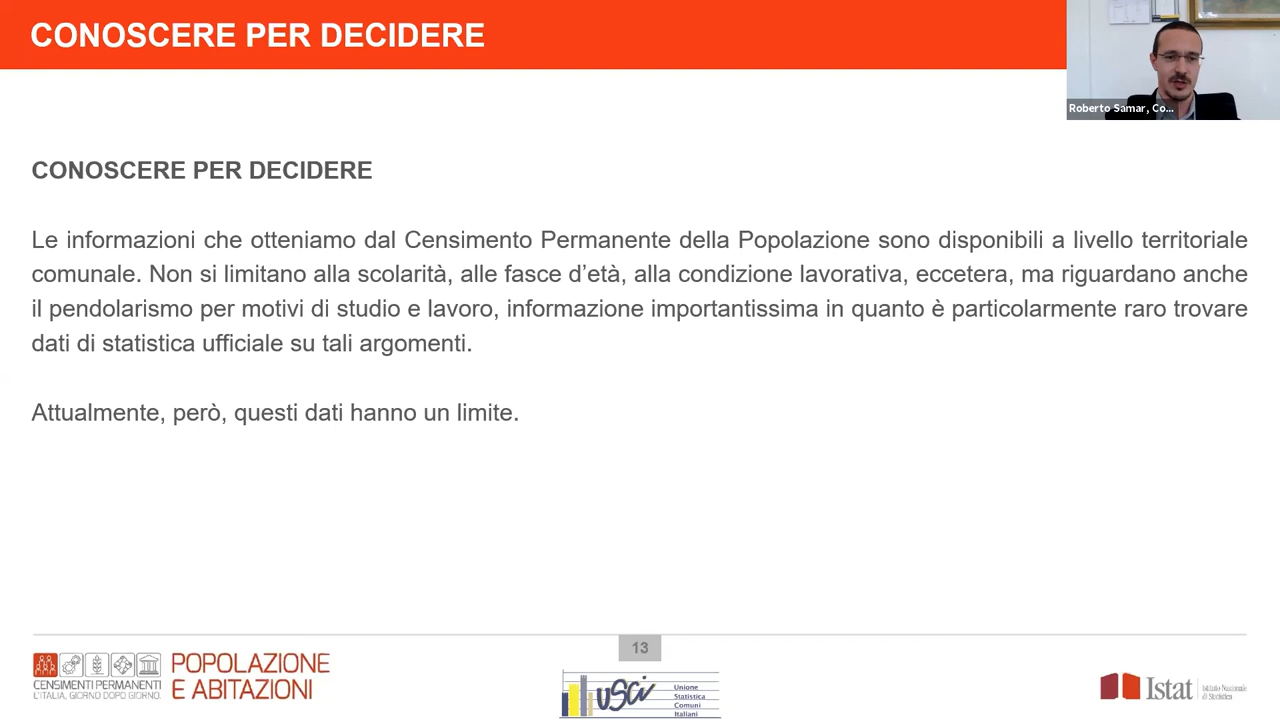 CONOSCERE PER DECIDERE
Roberto Samar, Co...
CONOSCERE PER DECIDERE
Le informazioni che otteniamo dal Censimento Permanente della Popolazione sono disponibili a livello territoriale
comunale. Non si limitano alla scolarità, alle fasce d’età, alla condizione lavorativa, eccetera, ma riguardano anche
il pendolarismo per motivi di studio e lavoro, informazione importantissima in quanto è particolarmente raro trovare
dati di statistica ufficiale su tali argomenti.
Attualmente, però, questi dati hanno un limite.
13
CENSIMENTI PERMANENTI
L'ITALIA, GIORNO DOPO GIORNO.
POPOLAZIONE
E ABITAZIONI
usci
Unione
Statistica
Comuni
Italiani
Istat
Istituto Nazionale
di Statistica